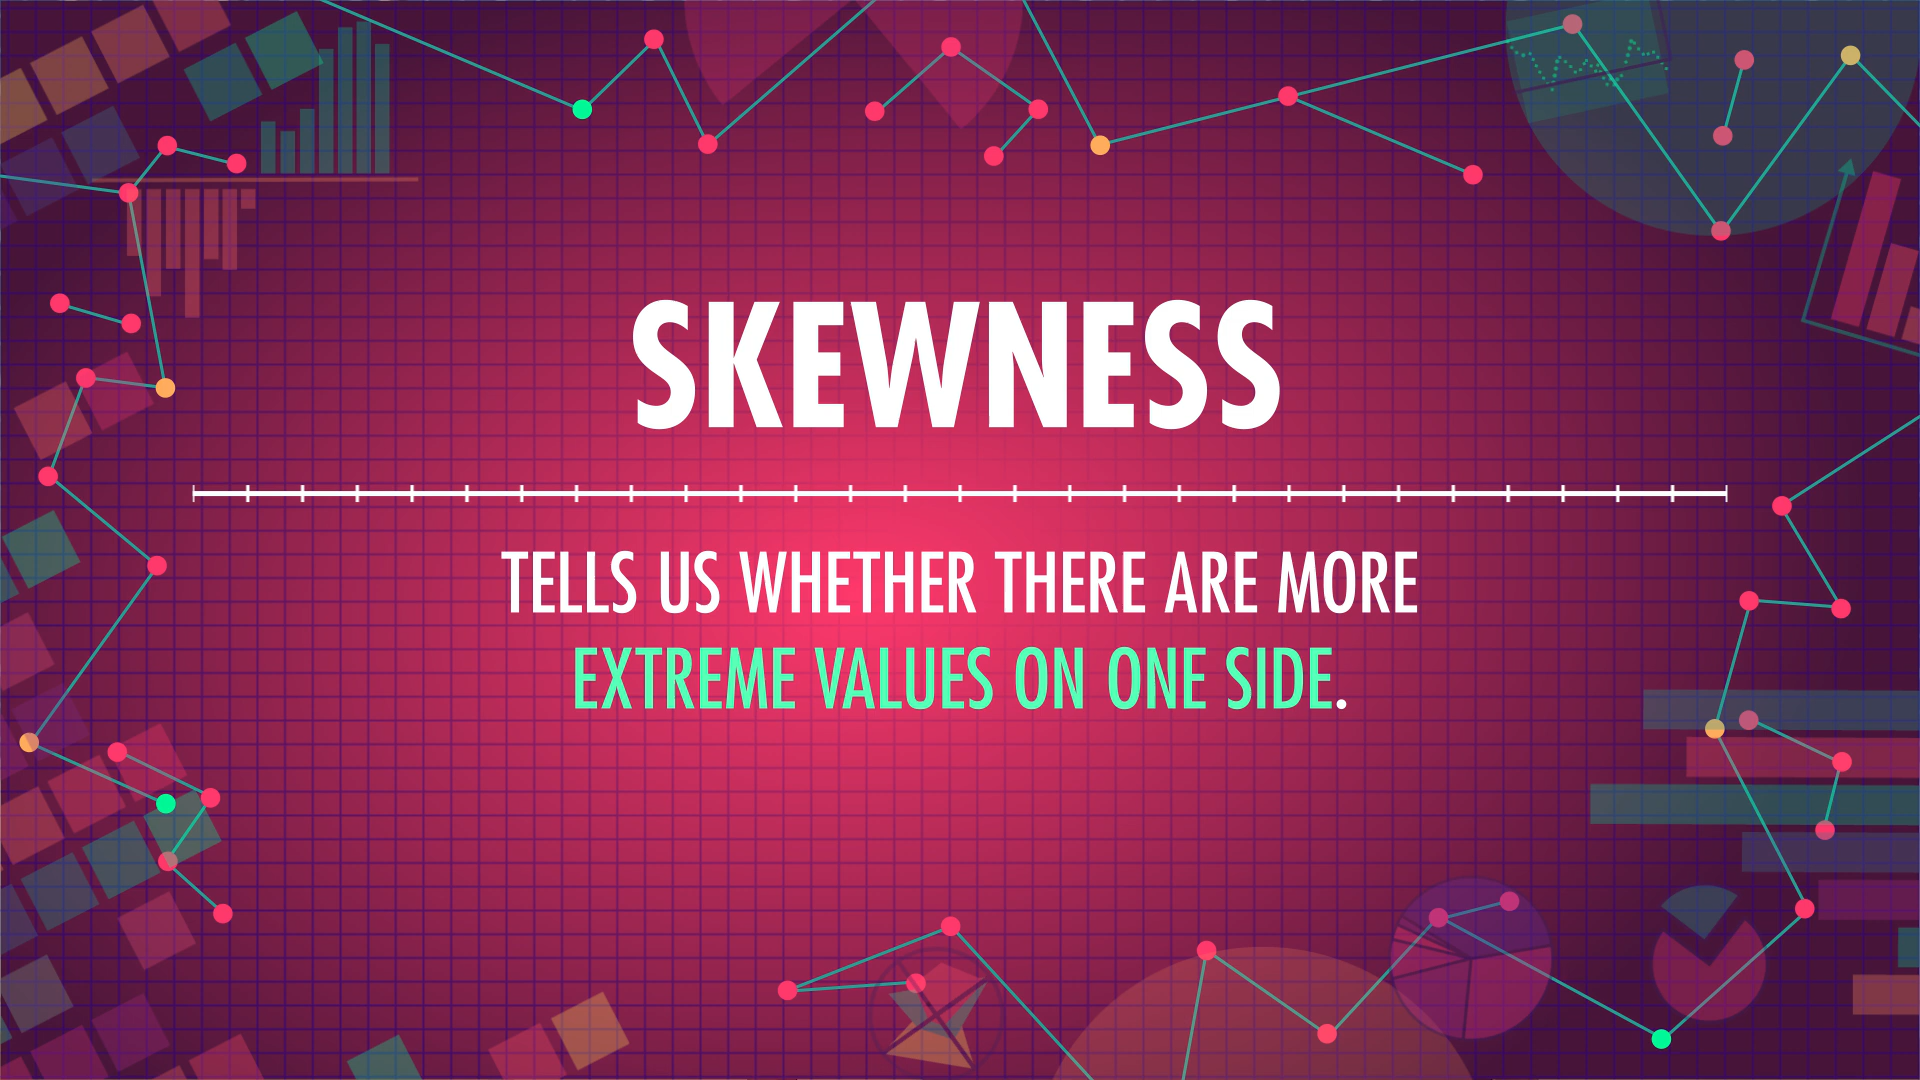 SKEWNESS
TELLS US WHETHER THERE ARE MORE
EXTREME VALUES ON ONE SIDE.